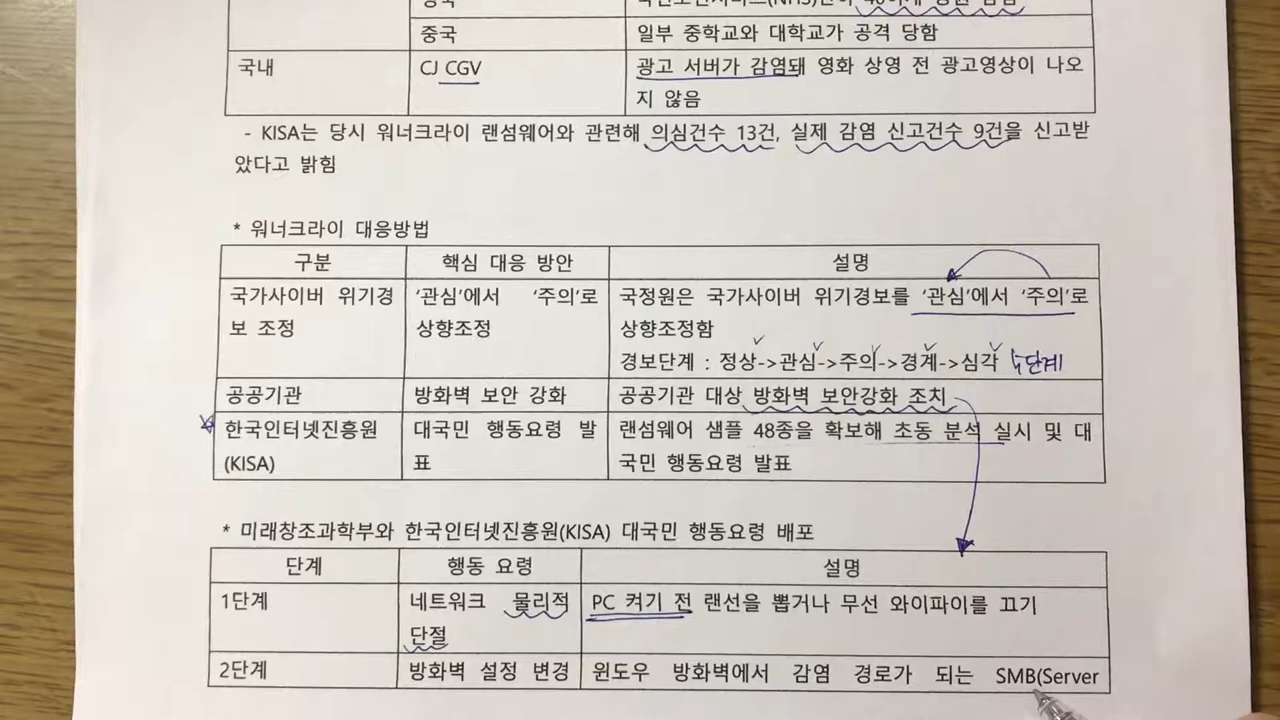 중국 일부 중학교와 대학교가 공격 당함
국내 CJ CGV 광고 서버가 감염돼 영화 상영 전 광고영상이 나오
지 않음
- KISA는 당시 워너크라이 랜섬웨어와 관련해 의심건수 13건, 실제 감염 신고건수 9건을 신고받
았다고 밝힘
* 워너크라이 대응방법
구분 핵심 대응 방안 설명
국가사이버 위기경 '관심'에서 '주의'로 국정원은 국가사이버 위기경보를 '관심'에서 '주의'로
보 조정 상향조정 상향조정함
경보단계 : 정상->관심->주의->경계->심각 단계
공공기관 방화벽 보안 강화 공공기관 대상 방화벽 보안강화 조치
한국인터넷진흥원 대국민 행동요령 발 랜섬웨어 샘플 48종을 확보해 초동 분석 실시 및 대
(KISA) 표 국민 행동요령 발표
* 미래창조과학부와 한국인터넷진흥원(KISA) 대국민 행동요령 배포
단계 행동 요령 설명
1단계 네트워크 물리적 PC 켜기 전 랜선을 뽑거나 무선 와이파이를 끄기
단절
2단계 방화벽 설정 변경 윈도우 방화벽에서 감염 경로가 되는 SMB(Server